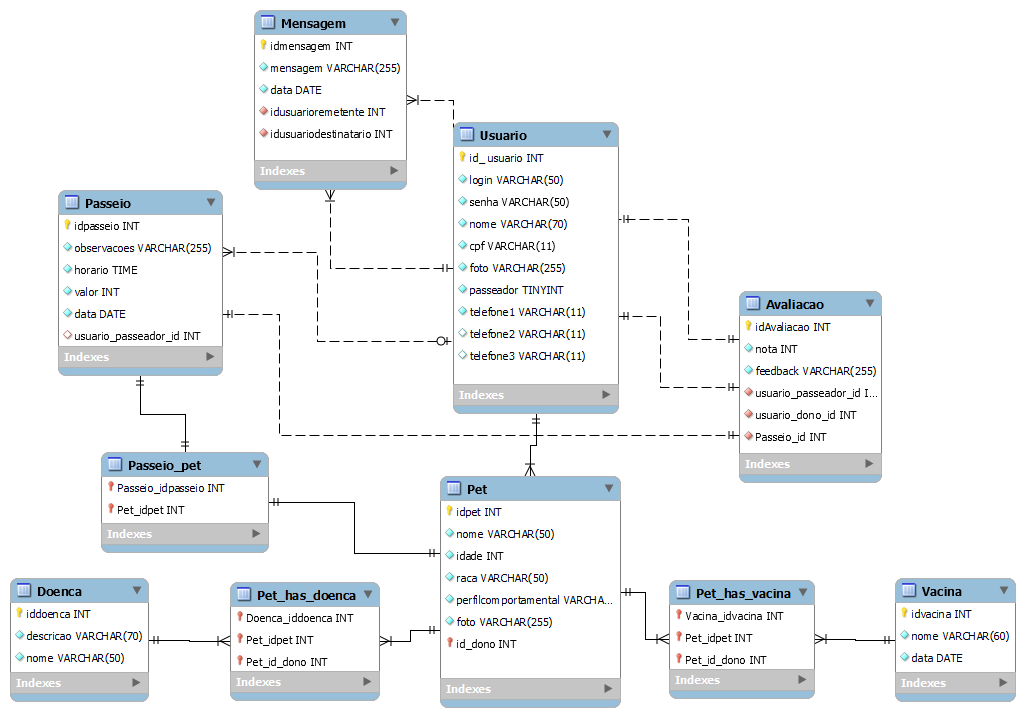 Mensagem
idmensagem INT
mensagem VARCHAR(255)
data DATE
idusuarioremetente INT
idusuariodestinatario INT
Indexes
Usuario
id_usuario INT
login VARCHAR(50)
senha VARCHAR(50)
nome VARCHAR(70)
cpf VARCHAR(11)
foto VARCHAR(255)
passeador TINYINT
telefone1 VARCHAR(11)
telefone2 VARCHAR(11)
telefone3 VARCHAR(11)
Indexes
Passeio
idpasseio INT
observacoes VARCHAR(255)
horario TIME
valor INT
data DATE
usuario_passeador_id INT
Indexes
Avaliacao
idAvaliacao INT
nota INT
feedback VARCHAR(255)
usuario_passeador_id I...
usuario_dono_id INT
Passeio_id INT
Indexes
Passeio_pet
Passeio_idpasseio INT
Pet_idpet INT
Indexes
Pet
idpet INT
nome VARCHAR(50)
idade INT
raca VARCHAR(50)
perfilcomportamental VARCHA...
foto VARCHAR(255)
id_dono INT
Indexes
Doenca
iddoenca INT
descricao VARCHAR(70)
nome VARCHAR(50)
Indexes
Pet_has_doenca
Doenca_iddoenca INT
Pet_idpet INT
Pet_id_dono INT
Indexes
Pet_has_vacina
Vacina_idvacina INT
Pet_idpet INT
Pet_id_dono INT
Indexes
Vacina
idvacina INT
nome VARCHAR(60)
data DATE
Indexes